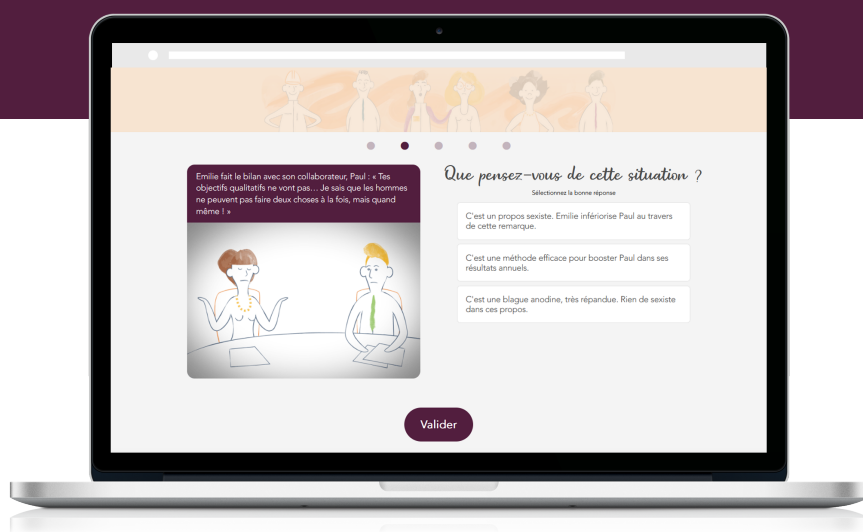 Emilie fait le bilan avec son collaborateur, Paul : « Tes
objectifs qualitatifs ne vont pas… Je sais que les hommes
ne peuvent pas faire deux choses à la fois, mais quand
même ! »
Que pensez-vous de cette situation ?
Sélectionnez la bonne réponse
C'est un propos sexiste. Emilie infériorise Paul au travers
de cette remarque.
C'est une méthode efficace pour booster Paul dans ses
résultats annuels.
C'est une blague anodine, très répandue. Rien de sexiste
dans ces propos.
Valider